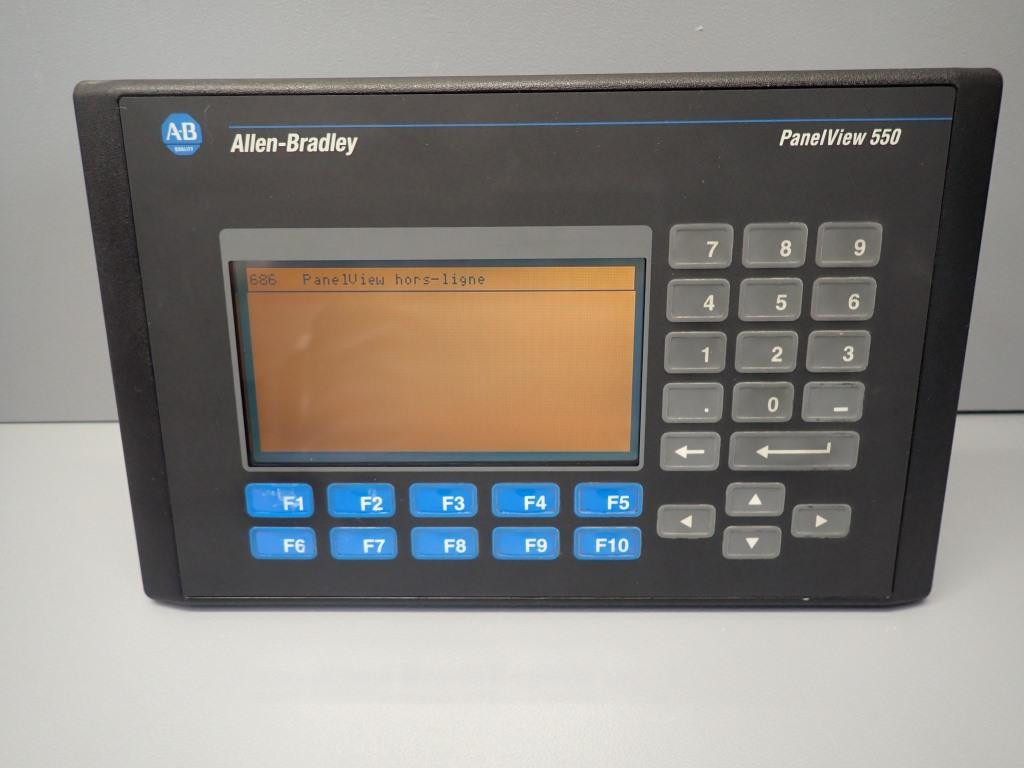 A-B
QUALITY
Allen-Bradley
PanelView 550
686 PanelView hors-ligne
7 8 9
4 5 6
1 2 3
. 0 -
F1 F2 F3 F4 F5
F6 F7 F8 F9 F10